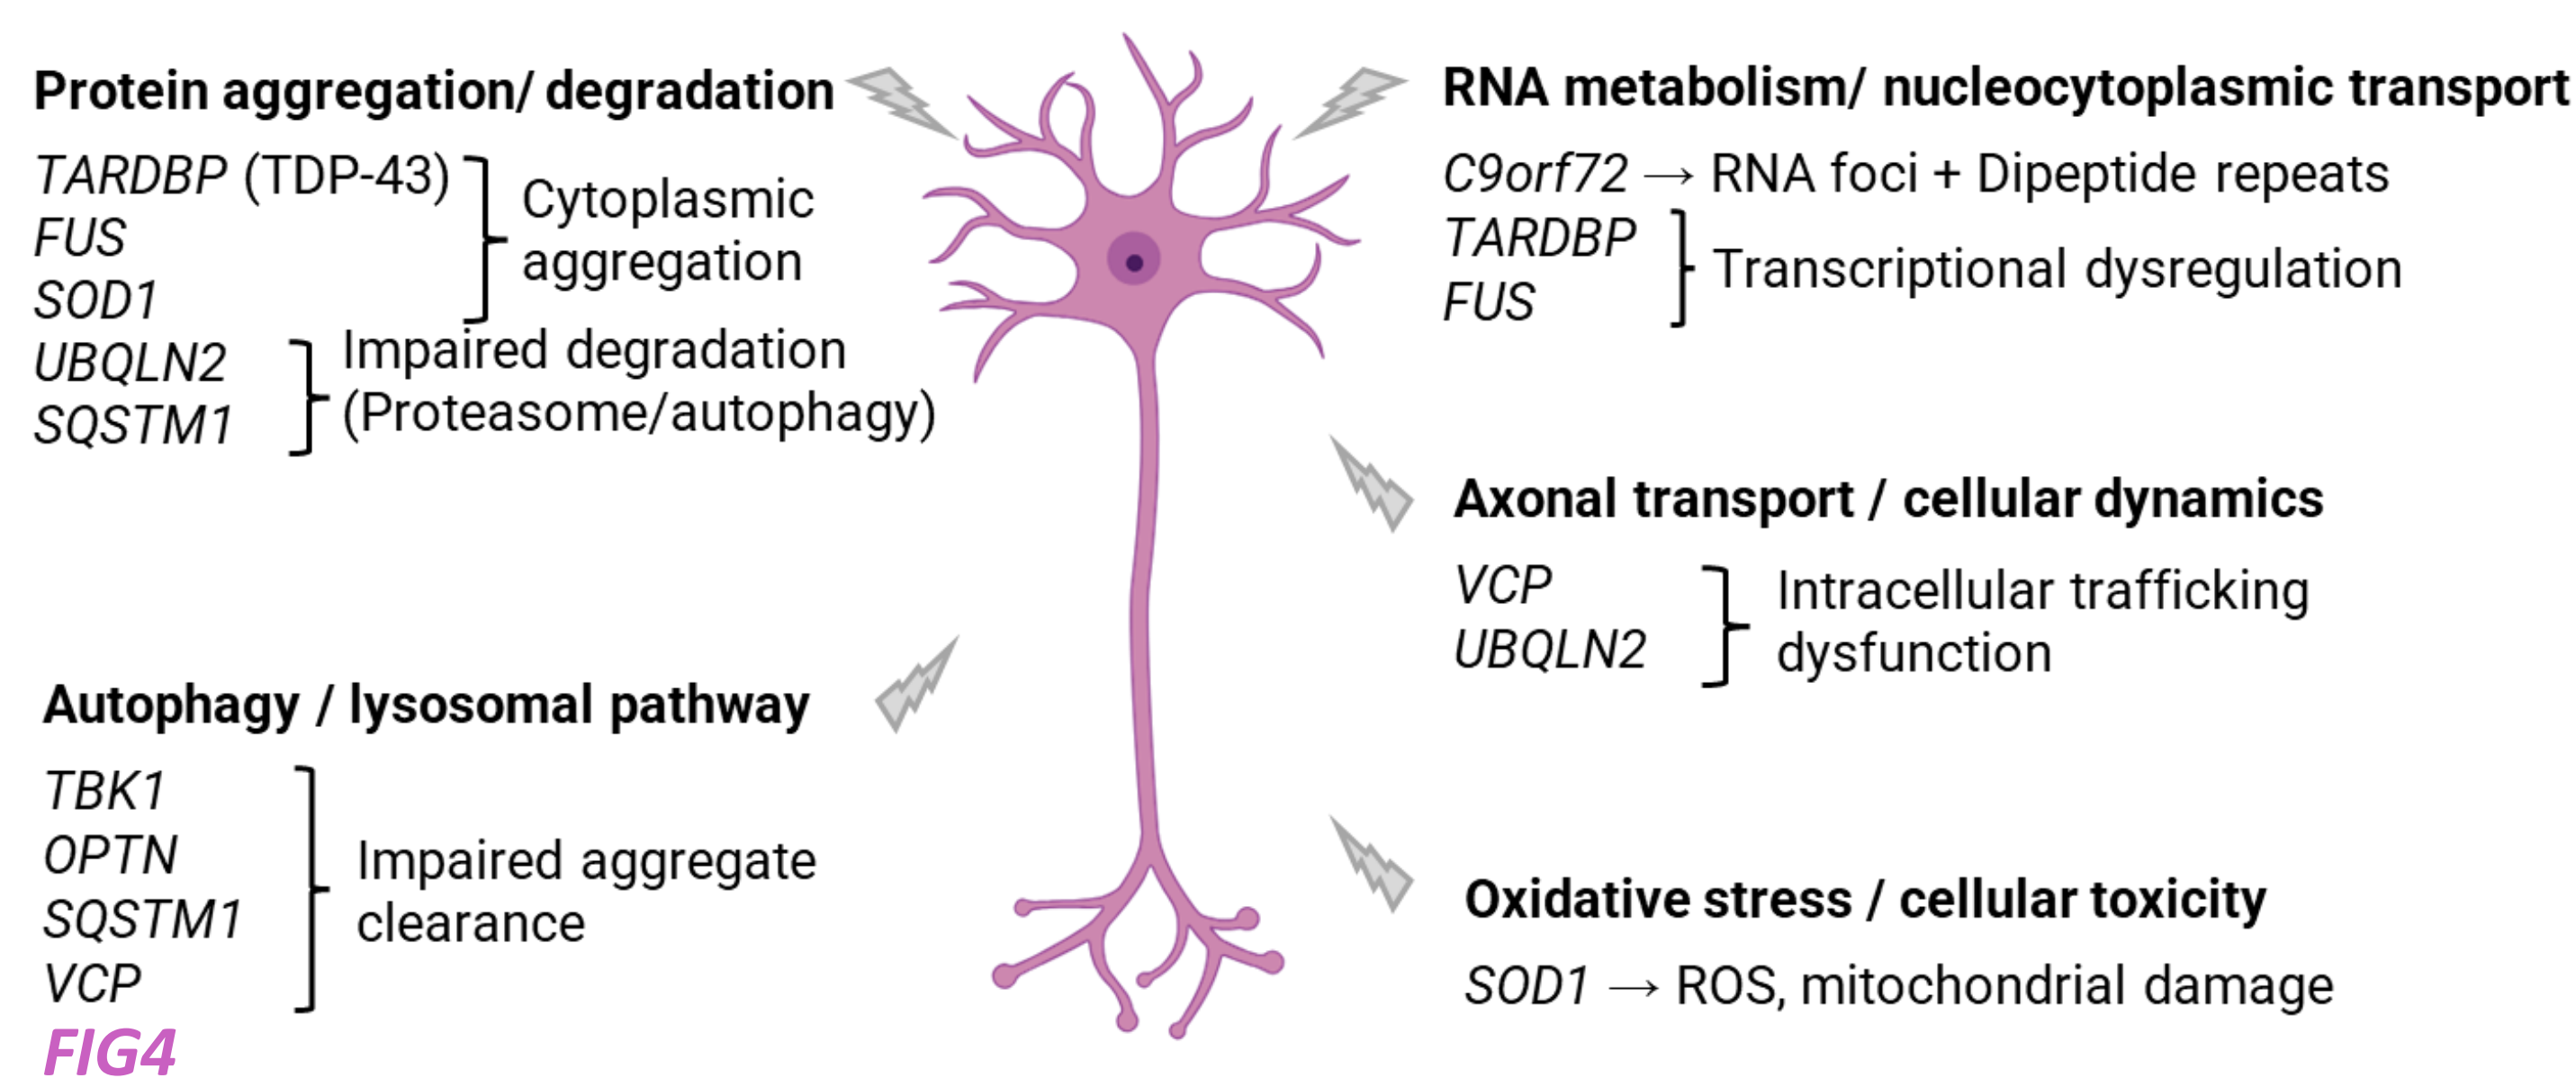 Protein aggregation/ degradation
TARDBP (TDP-43)
FUS
SOD1
Cytoplasmic
aggregation
UBQLN2
SQSTM1
Impaired degradation
(Proteasome/autophagy)
Autophagy / lysosomal pathway
TBK1
OPTN
SQSTM1
VCP
FIG4
Impaired aggregate
clearance
RNA metabolism/ nucleocytoplasmic transport
C9orf72 → RNA foci + Dipeptide repeats
TARDBP
FUS
Transcriptional dysregulation
Axonal transport / cellular dynamics
VCP
UBQLN2
Intracellular trafficking
dysfunction
Oxidative stress / cellular toxicity
SOD1 → ROS, mitochondrial damage